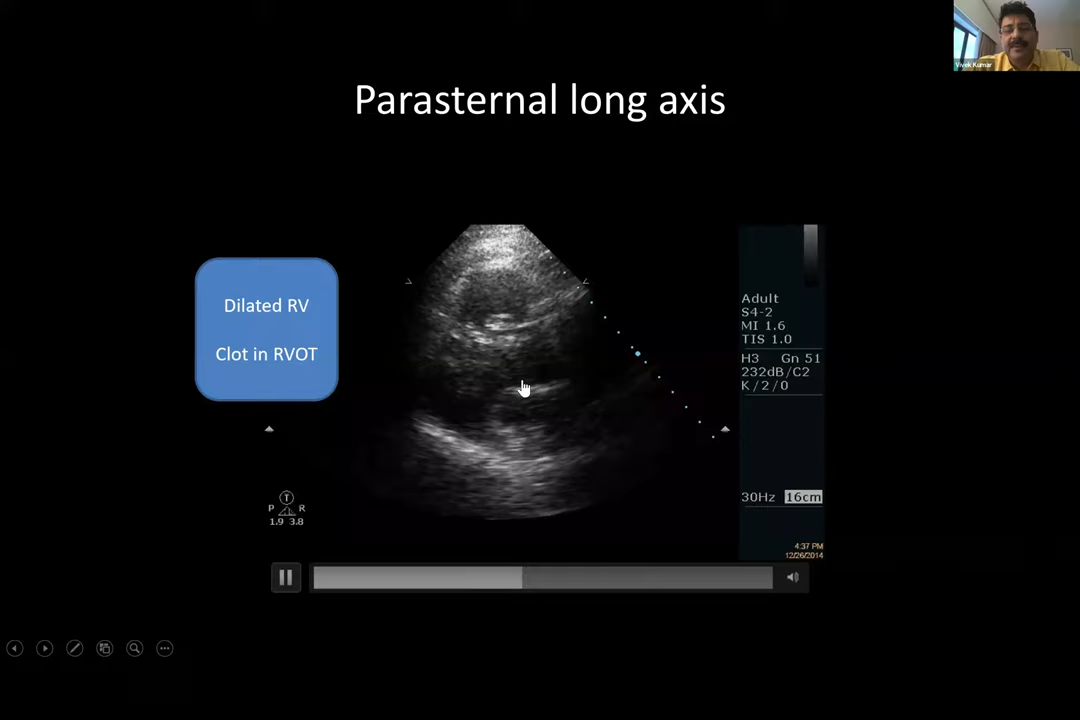 Vivek Kumar
Parasternal long axis
Dilated RV
Clot in RVOT
Adult
S4-2
MI 1.6
TIS 1.0
H3 Gn 51
232dB/C2
K/2/0
T
P R
1.9 3.8
30Hz 16cm
4:37 PM
12/26/2014